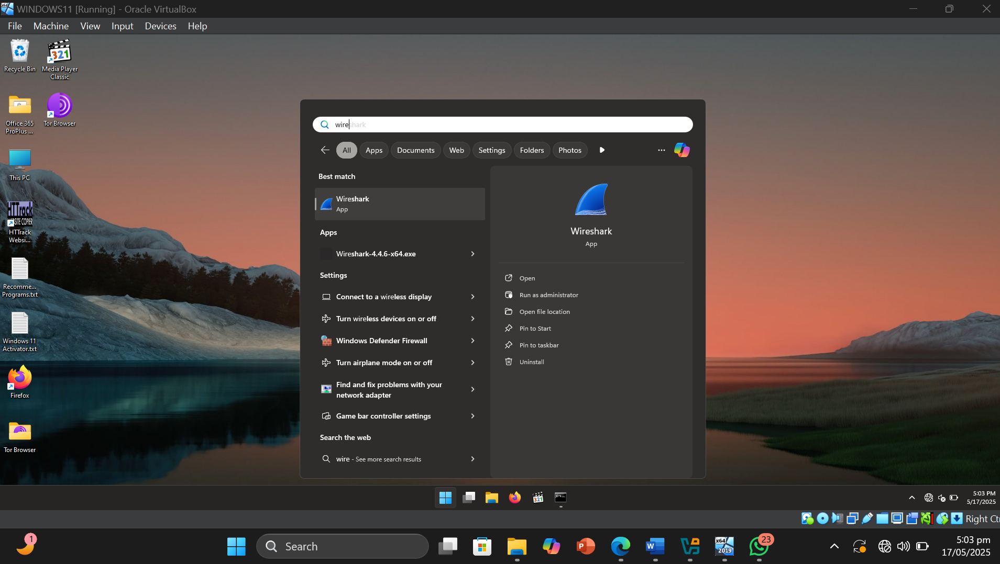 WINDOWS11 [Running] - Oracle VirtualBox
File Machine View Input Devices Help
Recycle Bin
Media Player
Classic
Office 365
ProPlus ...
Tor Browser
This PC
HTTrack
Websi...
Recomme...
Programs.txt
Windows 11
Activator.txt
Firefox
Tor Browser
wireshark
All Apps Documents Web Settings Folders Photos
Best match
Wireshark
App
Apps
Wireshark-4.4.6-x64.exe
Settings
Connect to a wireless display
Turn wireless devices on or off
Windows Defender Firewall
Turn airplane mode on or off
Find and fix problems with your
network adapter
Game bar controller settings
Search the web
wire - See more search results
Wireshark
App
Open
Run as administrator
Open file location
Pin to Start
Pin to taskbar
Uninstall
321
5:03 PM
5/17/2025
Right Ctr
1
Search
x64
2019
23
5:03 pm
17/05/2025